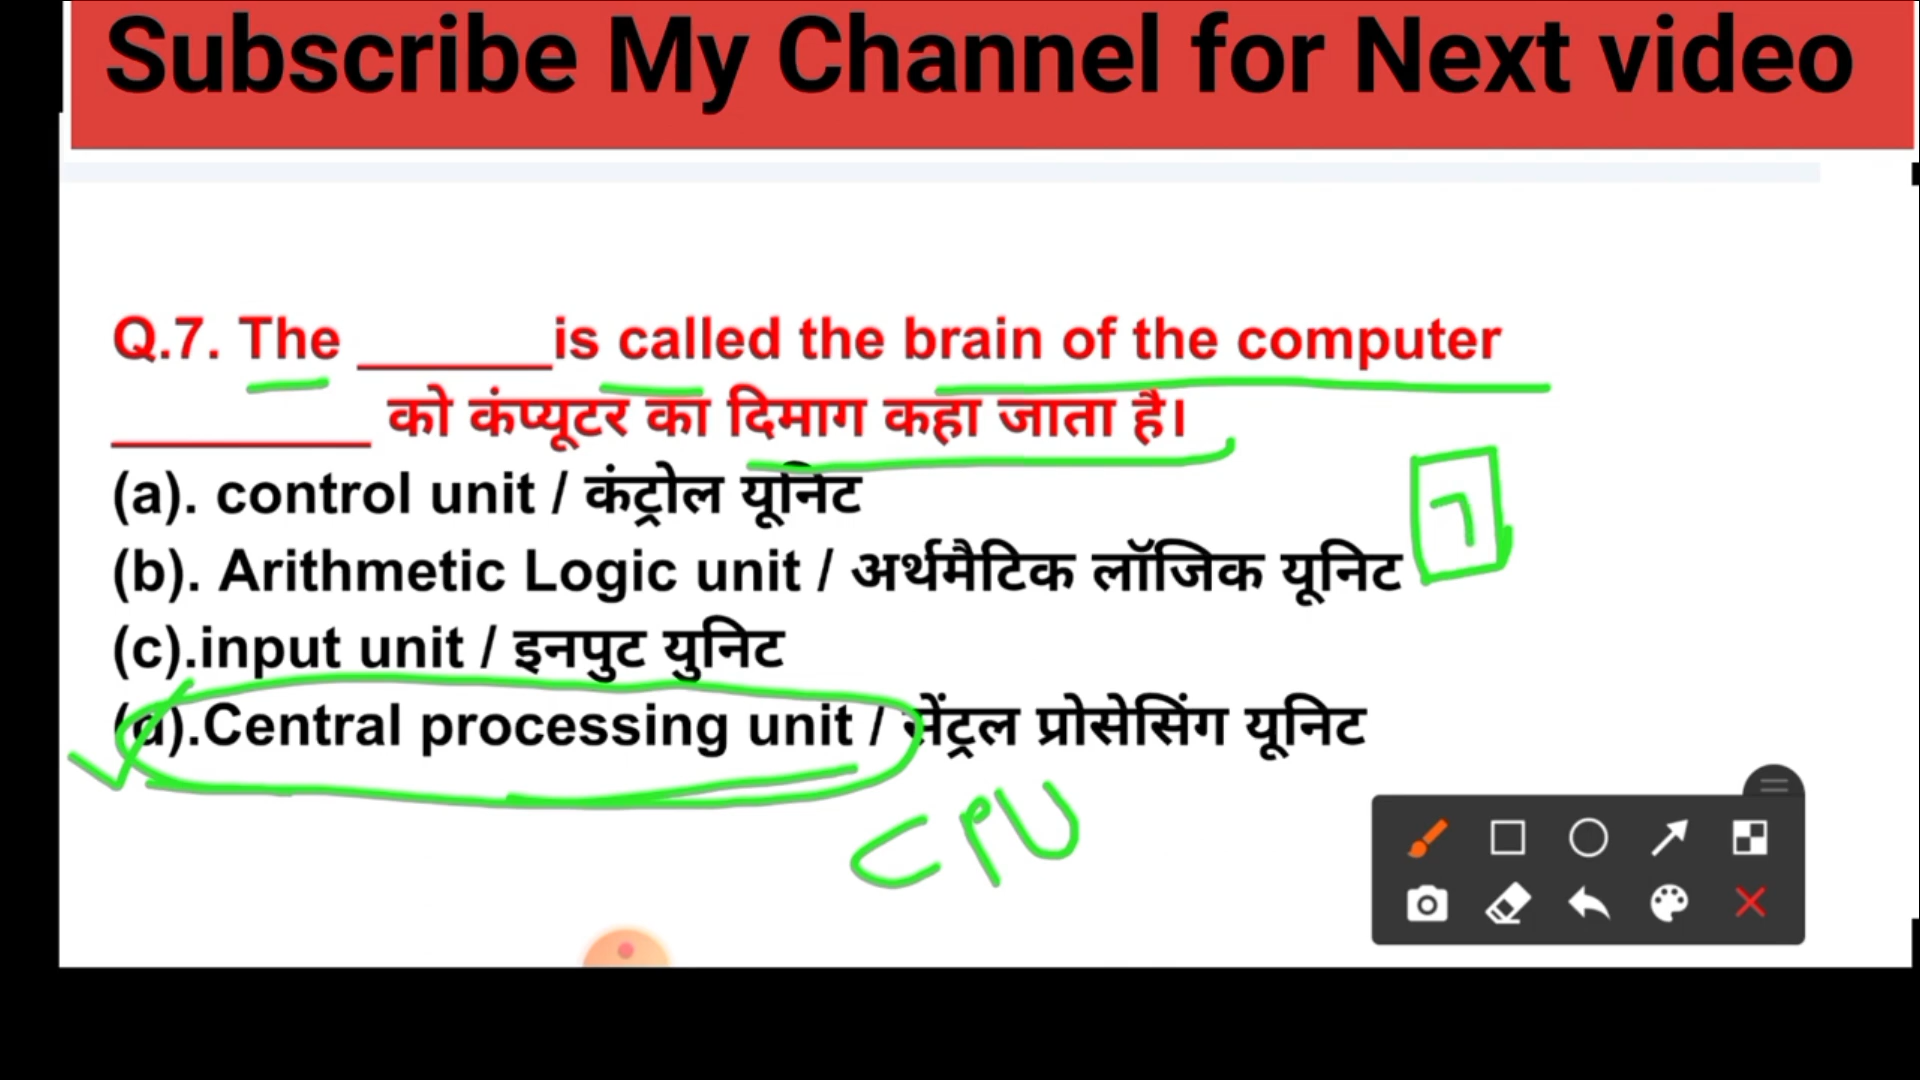 Subscribe My Channel for Next video
Q.7. The ______is called the brain of the computer
________ को कंप्यूटर का दिमाग कहा जाता है।
(a). control unit / कंट्रोल यूनिट
(b). Arithmetic Logic unit / अर्थमैटिक लॉजिक यूनिट
7
(c).input unit / इनपुट युनिट
(d).Central processing unit / सेंट्रल प्रोसेसिंग यूनिट
CPU